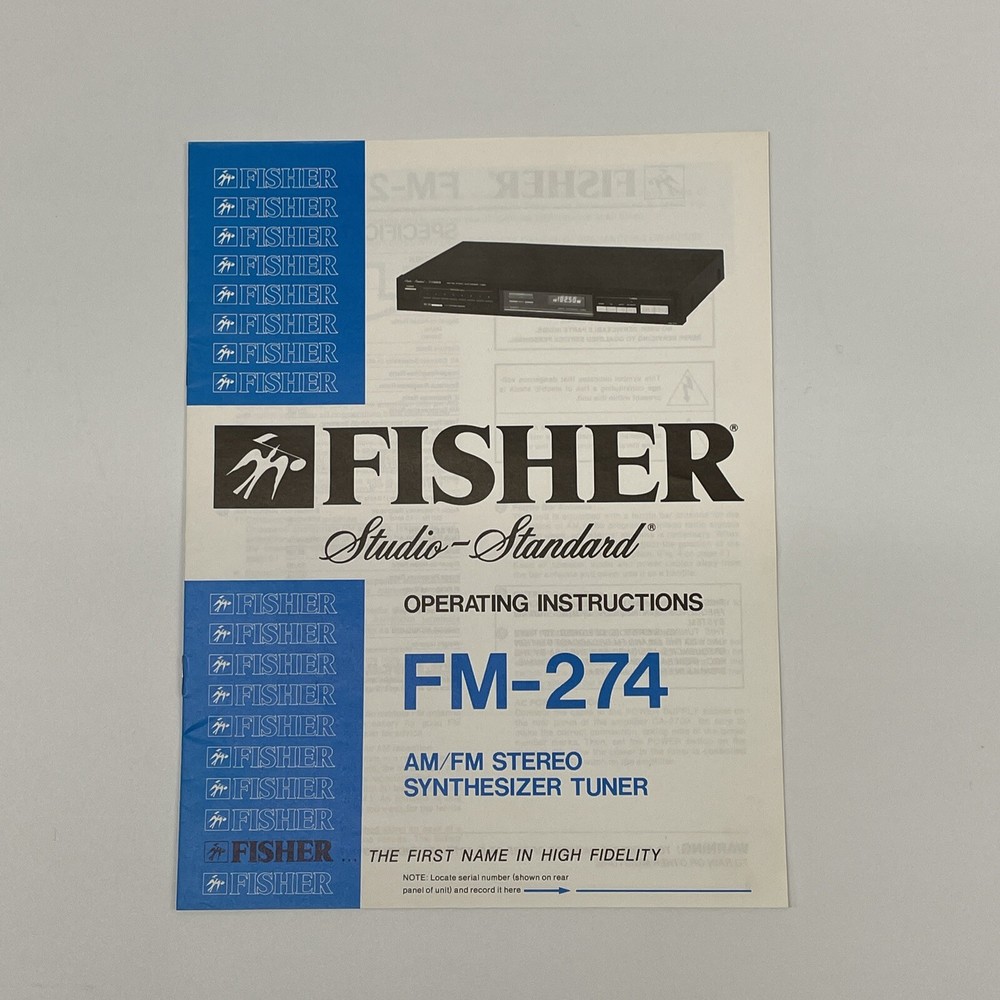 FISHER
FISHER
FISHER
FISHER
FISHER
FISHER
FISHER
FISHER
FISHER®
Studio-Standard®
OPERATING INSTRUCTIONS
FM-274
AM/FM STEREO
SYNTHESIZER TUNER
FISHER
FISHER
FISHER
FISHER
FISHER
FISHER
FISHER
FISHER
FISHER ... THE FIRST NAME IN HIGH FIDELITY
FISHER
NOTE: Locate serial number (shown on rear
panel of unit) and record it here